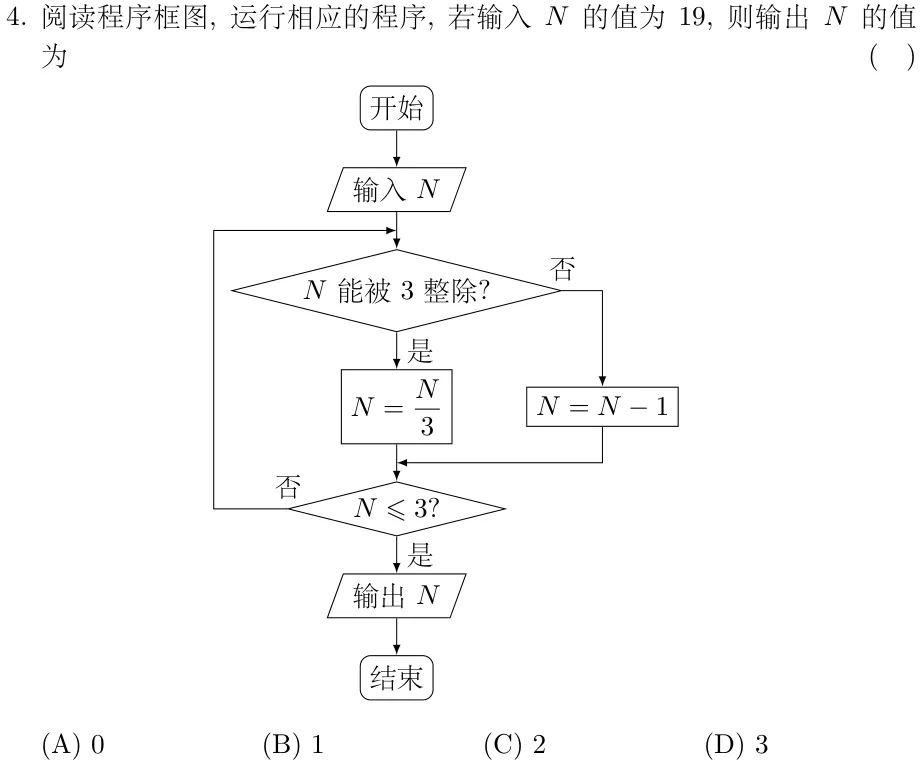 4. 阅读程序框图, 运行相应的程序, 若输入 N 的值为 19, 则输出 N 的值
为 ( )
开始
输入 N
N 能被 3 整除?
否
是
N = N/3
N = N − 1
否
N ⩽ 3?
是
输出 N
结束
(A) 0 (B) 1 (C) 2 (D) 3